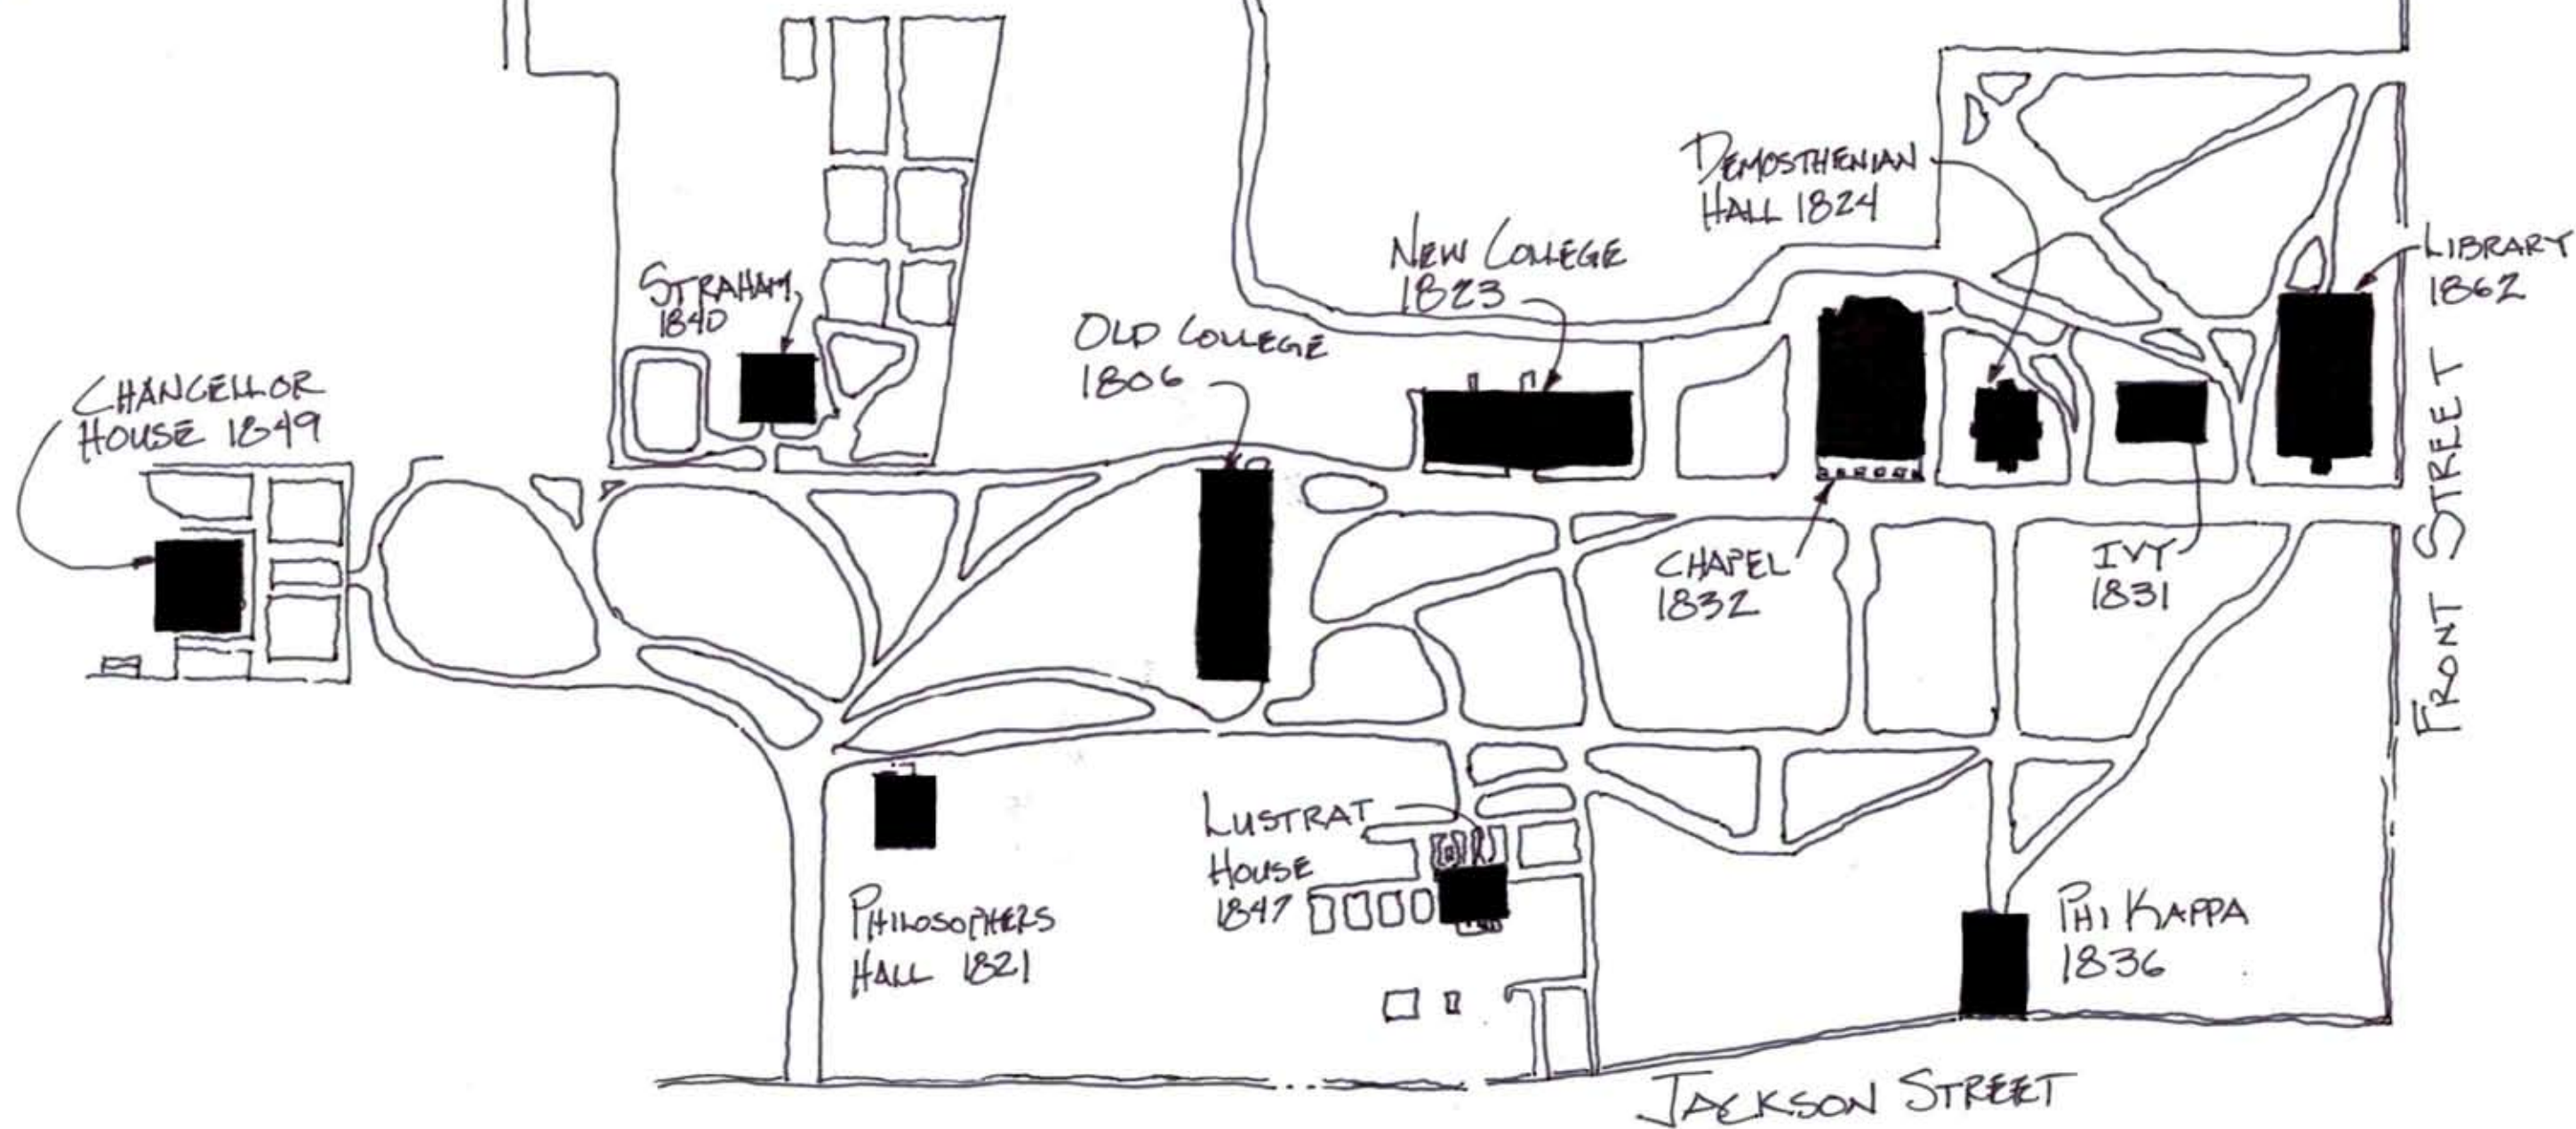 DEMOSTHENIAN
HALL 1824
NEW COLLEGE
1823
LIBRARY
1862
STRAHAM
1840
OLD COLLEGE
1806
CHANCELLOR
HOUSE 1849
CHAPEL
1832
IVY
1831
FRONT STREET
LUSTRAT
HOUSE
1847
PHILOSOPHERS
HALL 1821
PHI KAPPA
1836
JACKSON STREET